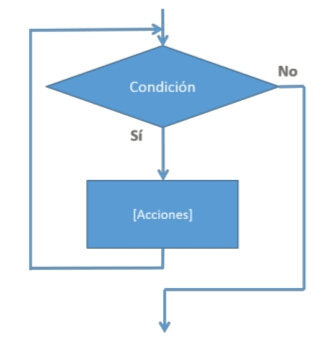 No
Condición
Sí
[Acciones]